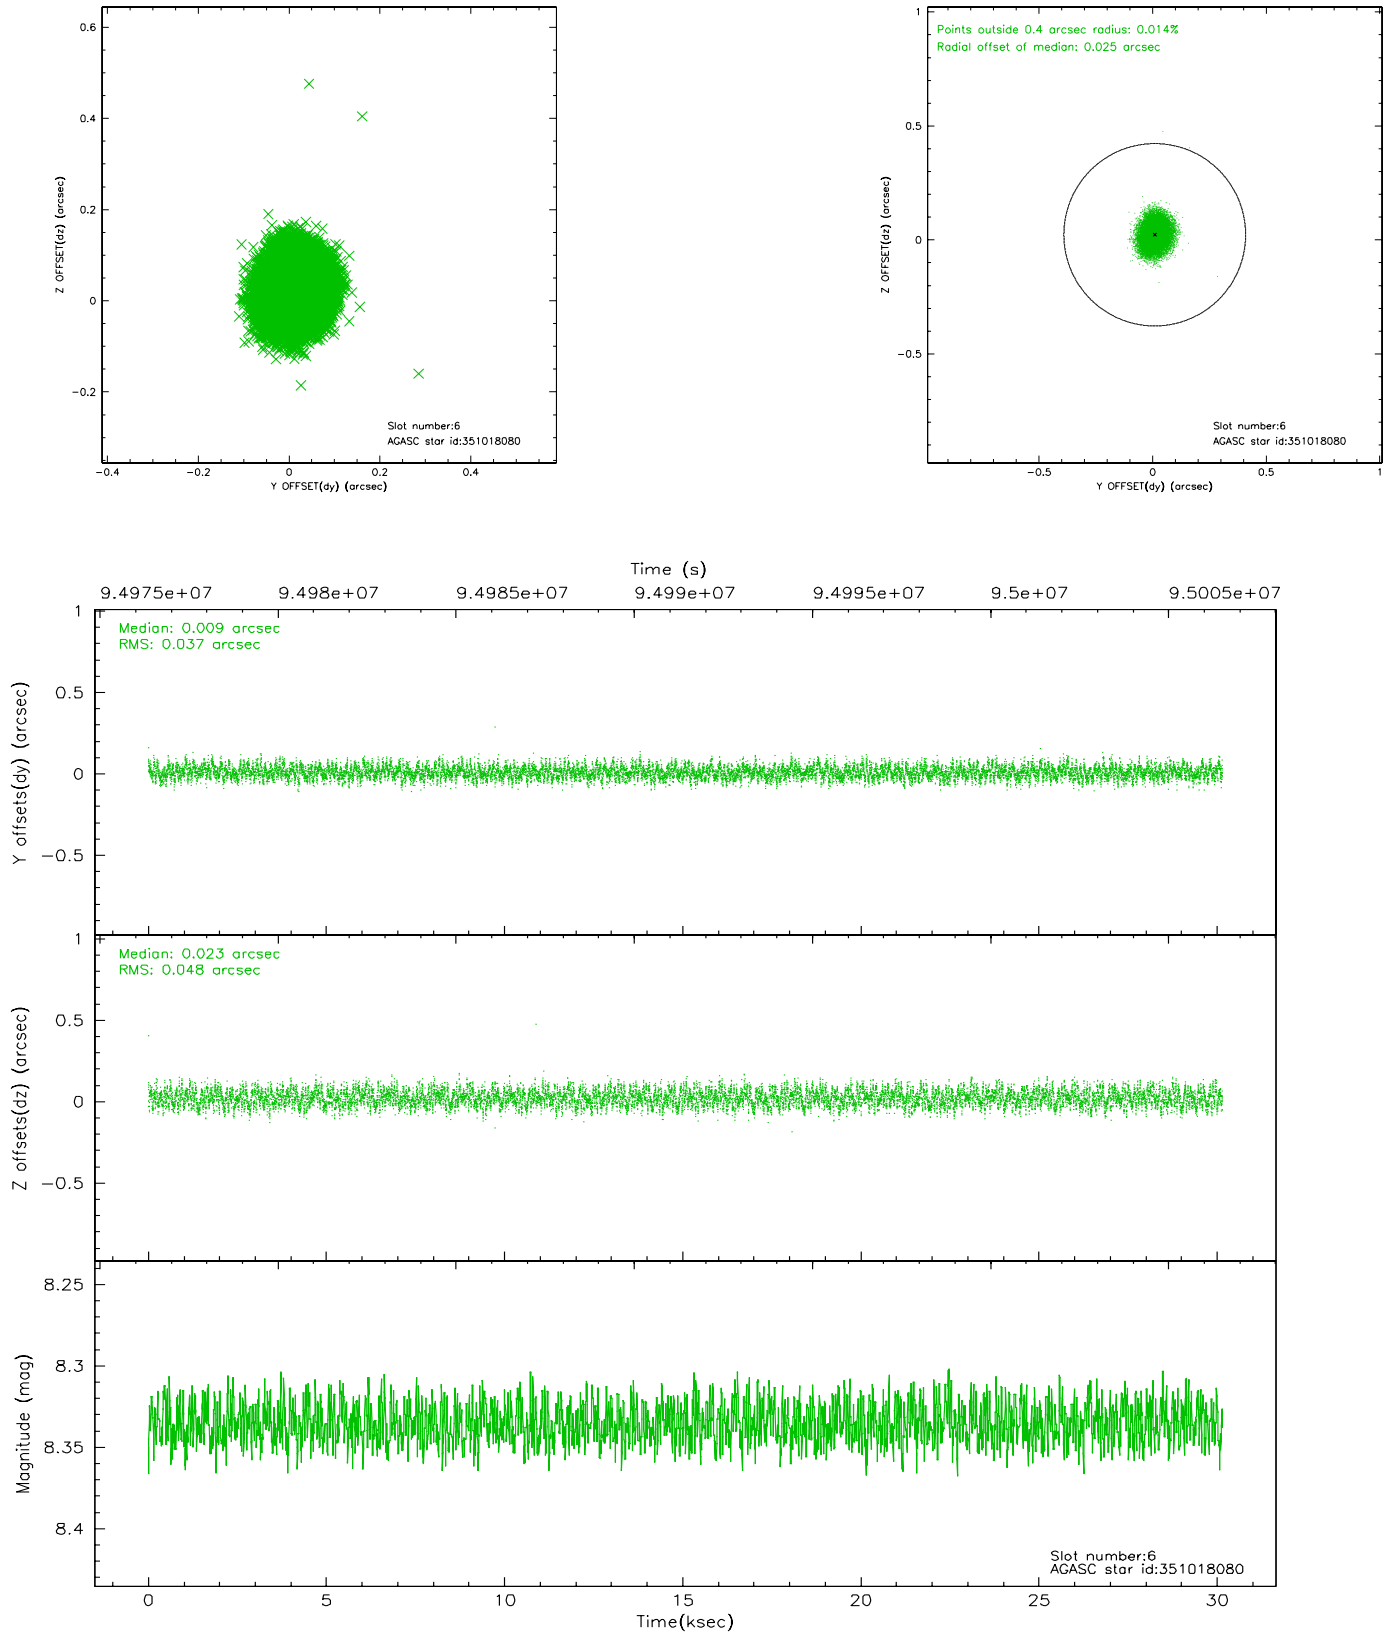 0.6
0.4
0.2
0
−0.2
Z OFFSET(dz) (arcsec)
Slot number:6
AGASC star id:351018080
−0.4 −0.2 0 0.2 0.4
Y OFFSET(dy) (arcsec)
Points outside 0.4 arcsec radius: 0.014%
Radial offset of median: 0.025 arcsec
1
0.5
0
−0.5
Z OFFSET(dz) (arcsec)
Slot number:6
AGASC star id:351018080
−0.5 0 0.5 1
Y OFFSET(dy) (arcsec)
Time (s)
9.4975e+07 9.498e+07 9.4985e+07 9.499e+07 9.4995e+07 9.5e+07 9.5005e+07
Median: 0.009 arcsec
RMS: 0.037 arcsec
1
0.5
0
−0.5
Y offsets(dy) (arcsec)
Median: 0.023 arcsec
RMS: 0.048 arcsec
1
0.5
0
−0.5
Z offsets(dz) (arcsec)
8.25
8.3
8.35
8.4
Magnitude (mag)
Slot number:6
AGASC star id:351018080
0 5 10 15 20 25 30
Time(ksec)